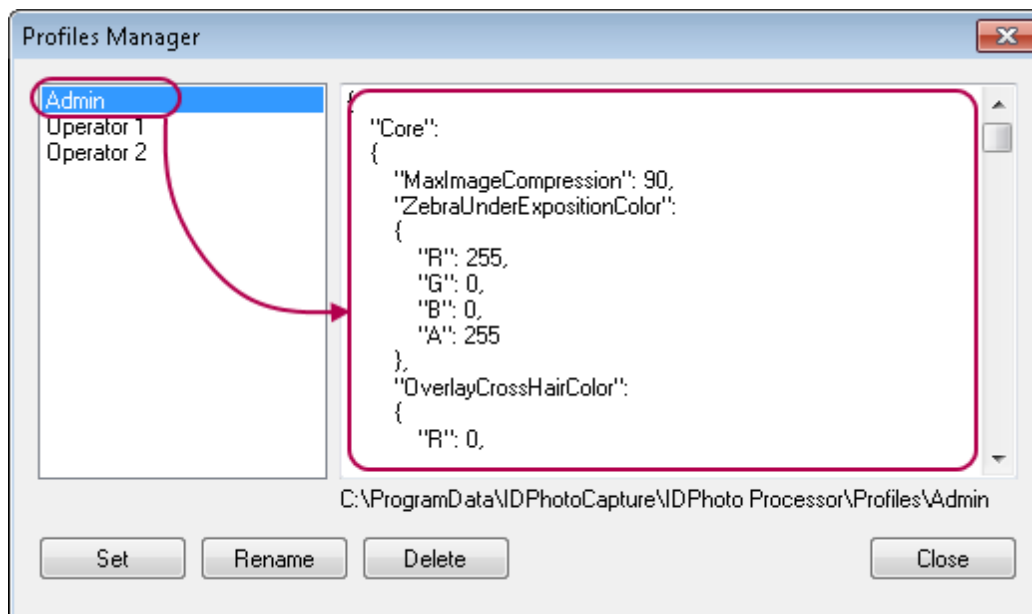 Profiles Manager
Admin
Operator 1
Operator 2
{
"Core":
{
"MaxImageCompression": 90,
"ZebraUnderExpositionColor":
{
"R": 255,
"G": 0,
"B": 0,
"A": 255
},
"OverlayCrossHairColor":
{
"R": 0,
C:\ProgramData\IDPhotoCapture\IDPhoto Processor\Profiles\Admin
Set
Rename
Delete
Close